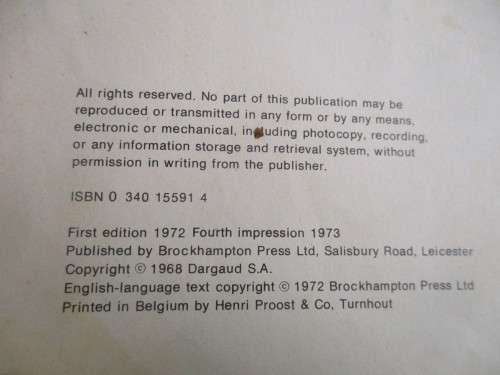 All rights reserved. No part of this publication may be
reproduced or transmitted in any form or by any means,
electronic or mechanical, including photocopy, recording,
or any information storage and retrieval system, without
permission in writing from the publisher.
ISBN 0 340 15591 4
First edition 1972 Fourth impression 1973
Published by Brockhampton Press Ltd, Salisbury Road, Leicester
Copyright © 1968 Dargaud S.A.
English-language text copyright © 1972 Brockhampton Press Ltd
Printed in Belgium by Henri Proost & Co, Turnhout